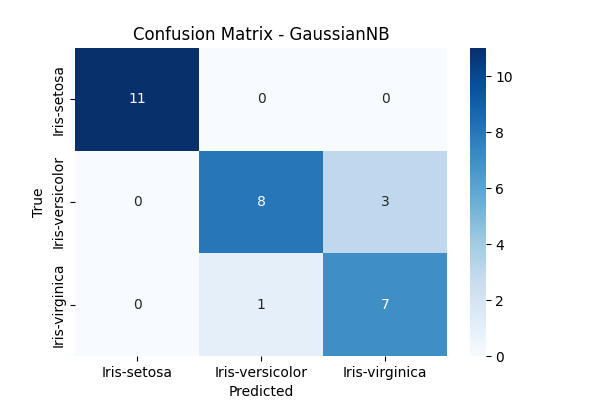 Confusion Matrix - GaussianNB
True
Iris-setosa
11 0 0
Iris-versicolor
0 8 3
Iris-virginica
0 1 7
Iris-setosa Iris-versicolor Iris-virginica
Predicted
10
8
6
4
2
0